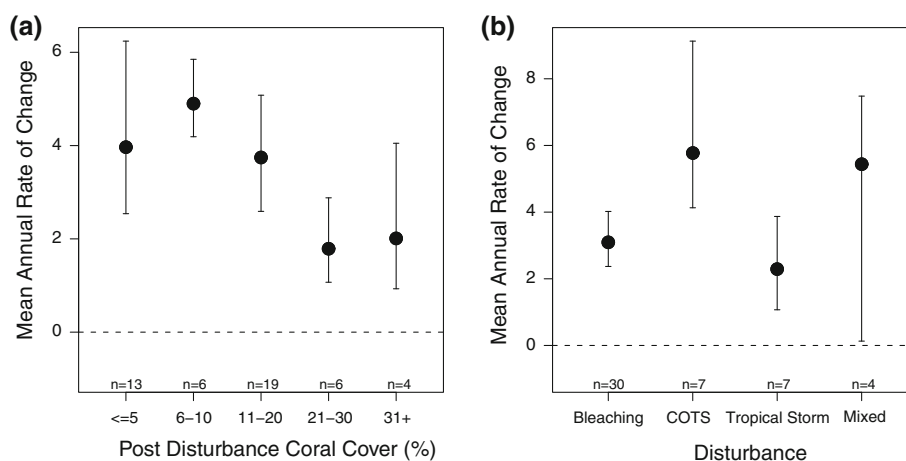 (a)
Mean Annual Rate of Change
6
4
2
0
n=13 n=6 n=19 n=6 n=4
<=5 6–10 11–20 21–30 31+
Post Disturbance Coral Cover (%)
(b)
Mean Annual Rate of Change
8
6
4
2
0
n=30 n=7 n=7 n=4
Bleaching COTS Tropical Storm Mixed
Disturbance